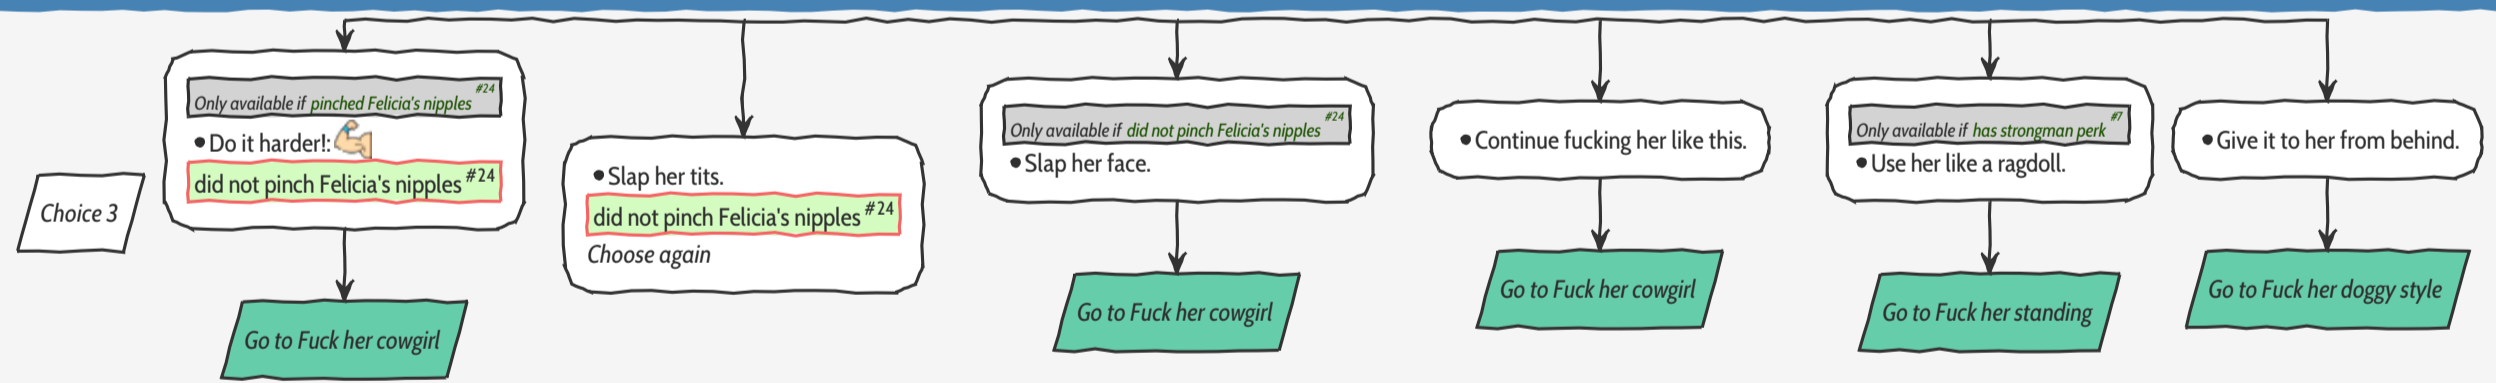 Choice 3
#24
Only available if pinched Felicia's nipples
Do it harder!:
did not pinch Felicia's nipples #24
Go to Fuck her cowgirl
Slap her tits.
did not pinch Felicia's nipples #24
Choose again
#24
Only available if did not pinch Felicia's nipples
Slap her face.
Go to Fuck her cowgirl
Continue fucking her like this.
Go to Fuck her cowgirl
#7
Only available if has strongman perk
Use her like a ragdoll.
Go to Fuck her standing
Give it to her from behind.
Go to Fuck her doggy style